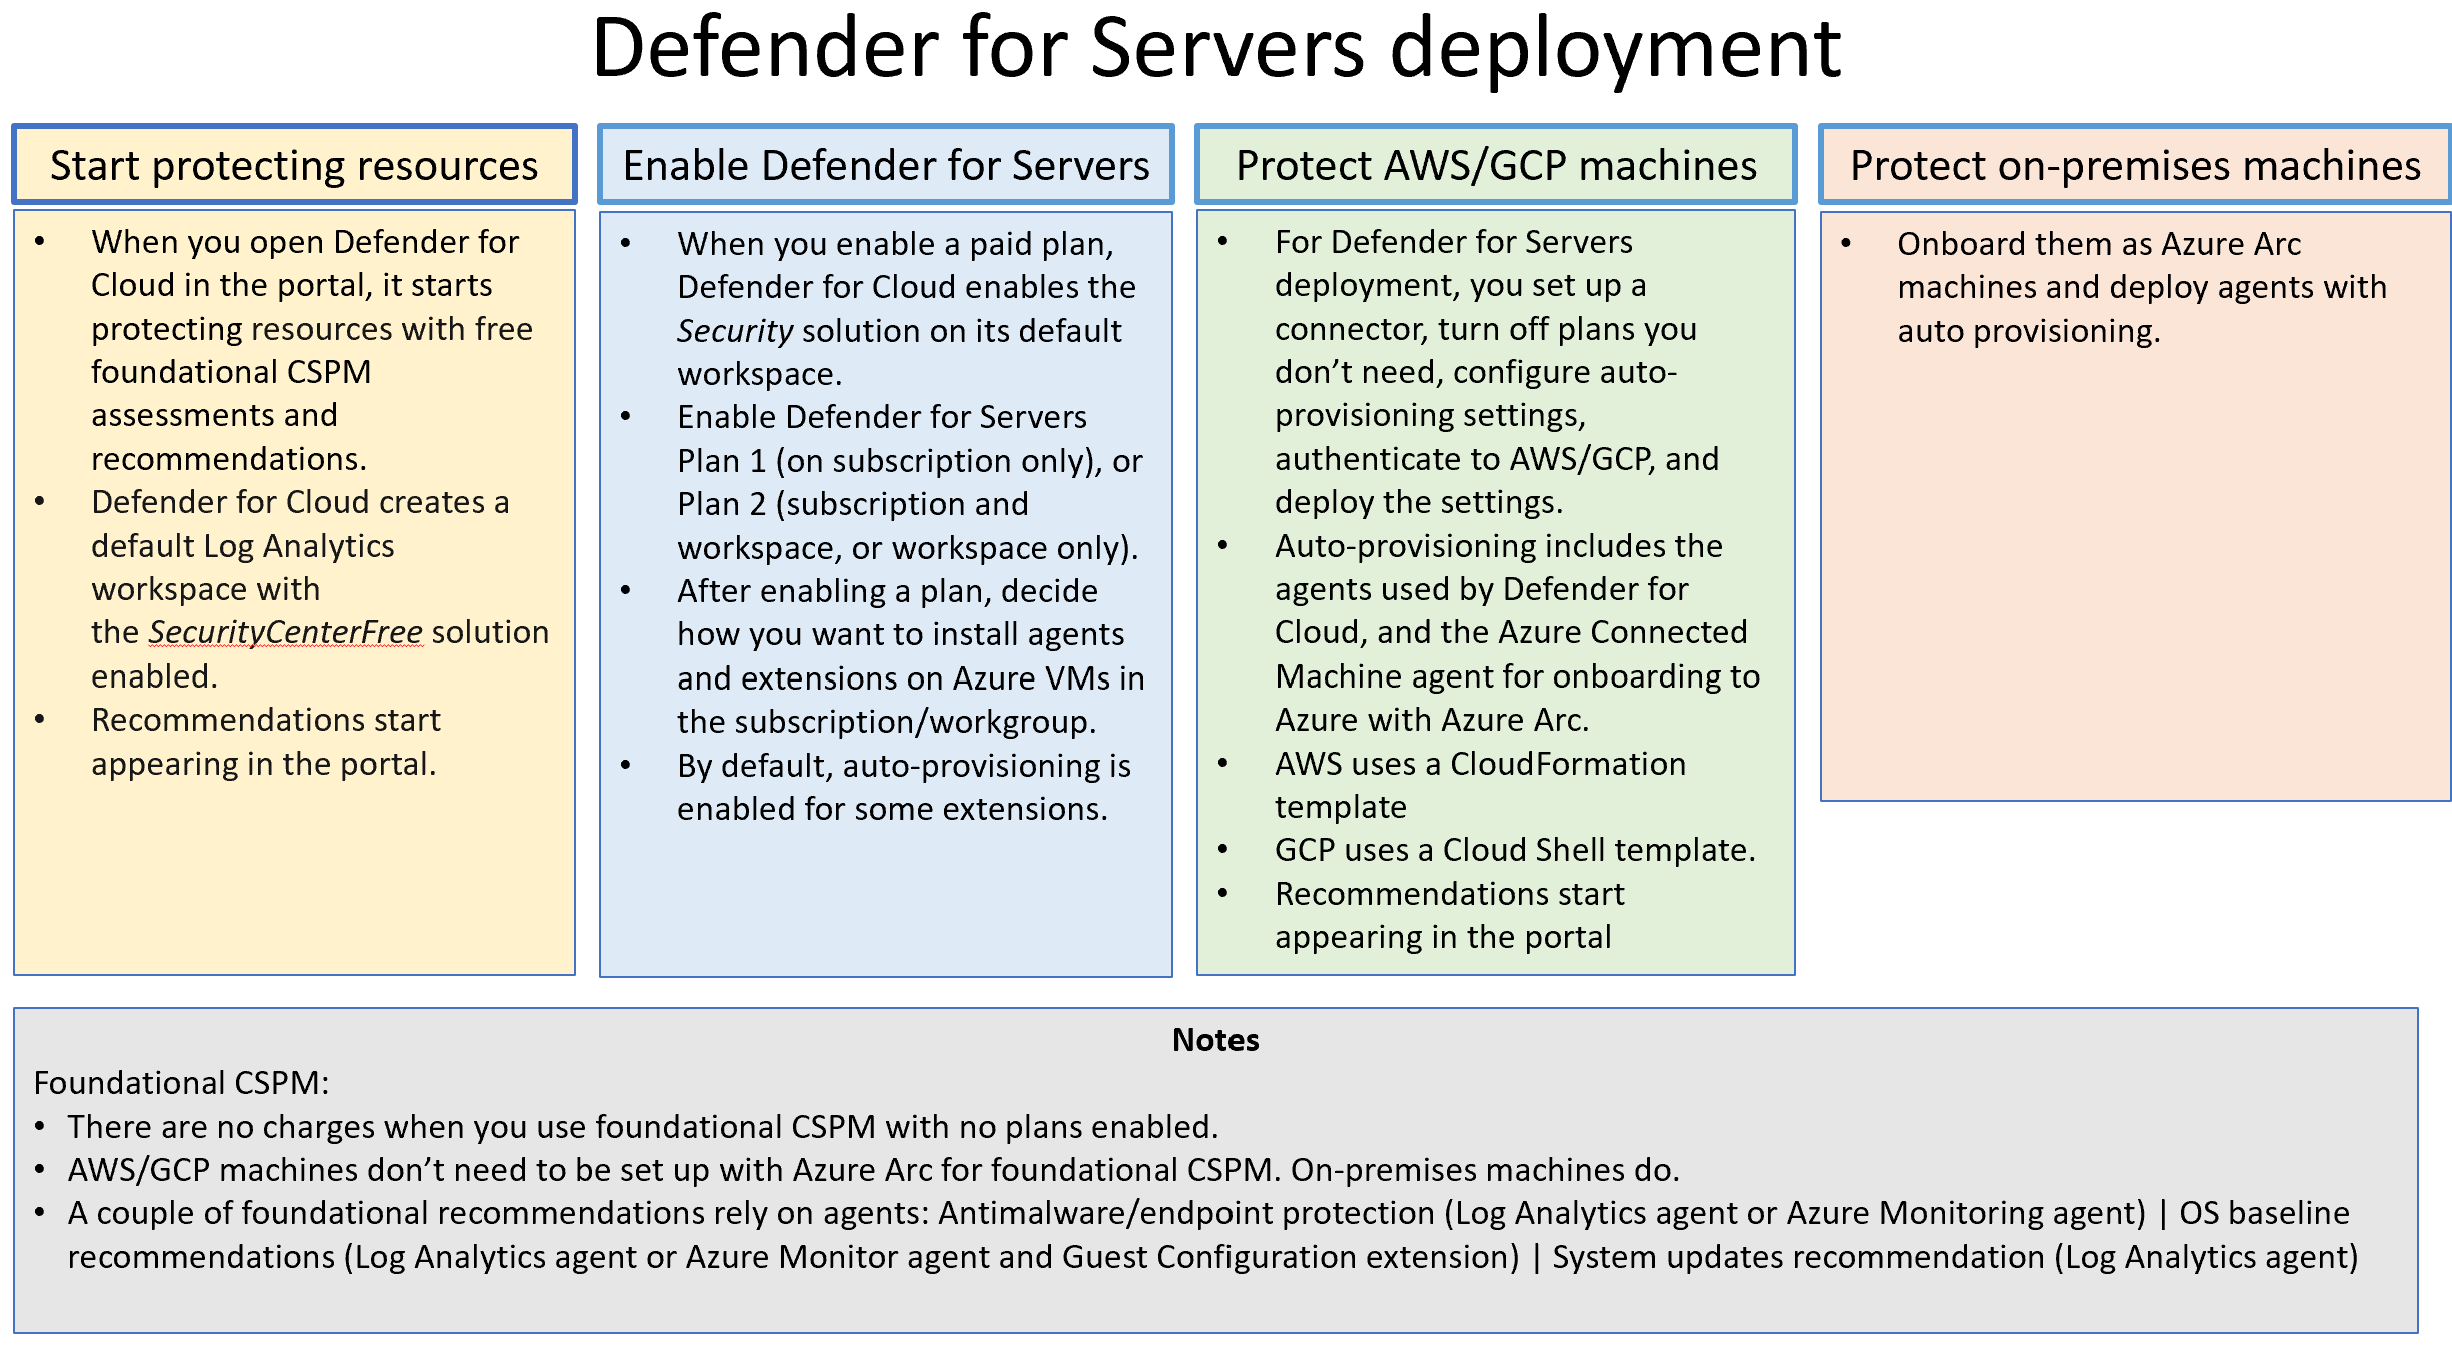 Defender for Servers deployment
Start protecting resources
• When you open Defender for
Cloud in the portal, it starts
protecting resources with free
foundational CSPM
assessments and
recommendations.
• Defender for Cloud creates a
default Log Analytics
workspace with
the SecurityCenterFree solution
enabled.
• Recommendations start
appearing in the portal.
Enable Defender for Servers
• When you enable a paid plan,
Defender for Cloud enables the
Security solution on its default
workspace.
• Enable Defender for Servers
Plan 1 (on subscription only), or
Plan 2 (subscription and
workspace, or workspace only).
• After enabling a plan, decide
how you want to install agents
and extensions on Azure VMs in
the subscription/workgroup.
• By default, auto-provisioning is
enabled for some extensions.
Protect AWS/GCP machines
• For Defender for Servers
deployment, you set up a
connector, turn off plans you
don’t need, configure auto-
provisioning settings,
authenticate to AWS/GCP, and
deploy the settings.
• Auto-provisioning includes the
agents used by Defender for
Cloud, and the Azure Connected
Machine agent for onboarding to
Azure with Azure Arc.
• AWS uses a CloudFormation
template
• GCP uses a Cloud Shell template.
• Recommendations start
appearing in the portal
Protect on-premises machines
• Onboard them as Azure Arc
machines and deploy agents with
auto provisioning.
Notes
Foundational CSPM:
• There are no charges when you use foundational CSPM with no plans enabled.
• AWS/GCP machines don’t need to be set up with Azure Arc for foundational CSPM. On-premises machines do.
• A couple of foundational recommendations rely on agents: Antimalware/endpoint protection (Log Analytics agent or Azure Monitoring agent) | OS baseline
recommendations (Log Analytics agent or Azure Monitor agent and Guest Configuration extension) | System updates recommendation (Log Analytics agent)